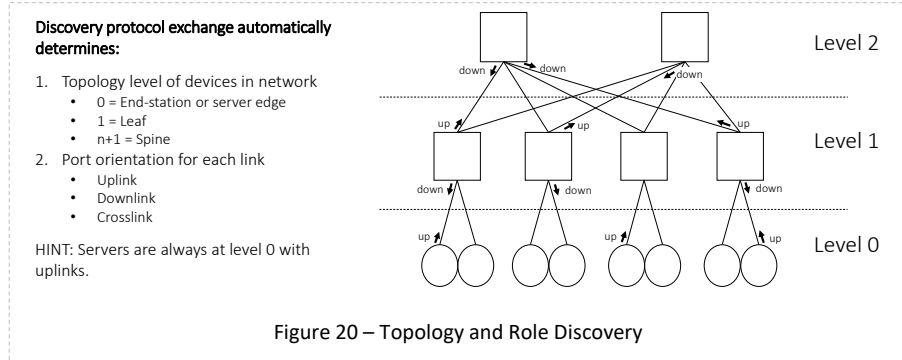 Discovery protocol exchange automatically
determines:
1. Topology level of devices in network
• 0 = End-station or server edge
• 1 = Leaf
• n+1 = Spine
2. Port orientation for each link
• Uplink
• Downlink
• Crosslink
HINT: Servers are always at level 0 with
uplinks.
Level 2
down
down
down
up
up
up
Level 1
down
down
down
up
up
up
Level 0
Figure 20 – Topology and Role Discovery